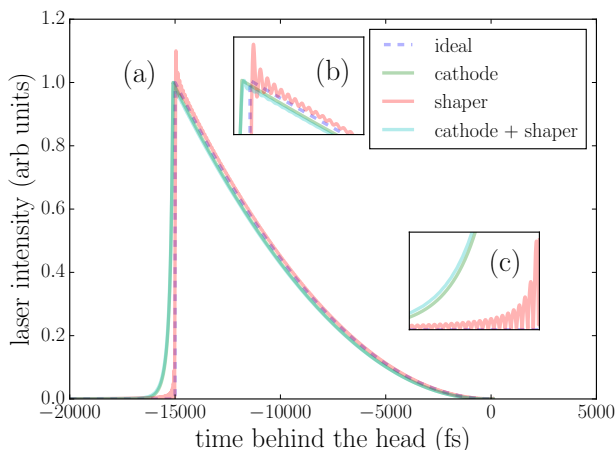 1.2
1.0
0.8
0.6
0.4
0.2
0.0
laser intensity (arb units)
(a)
(b)
(c)
ideal
cathode
shaper
cathode + shaper
−20000 −15000 −10000 −5000 0 5000
time behind the head (fs)